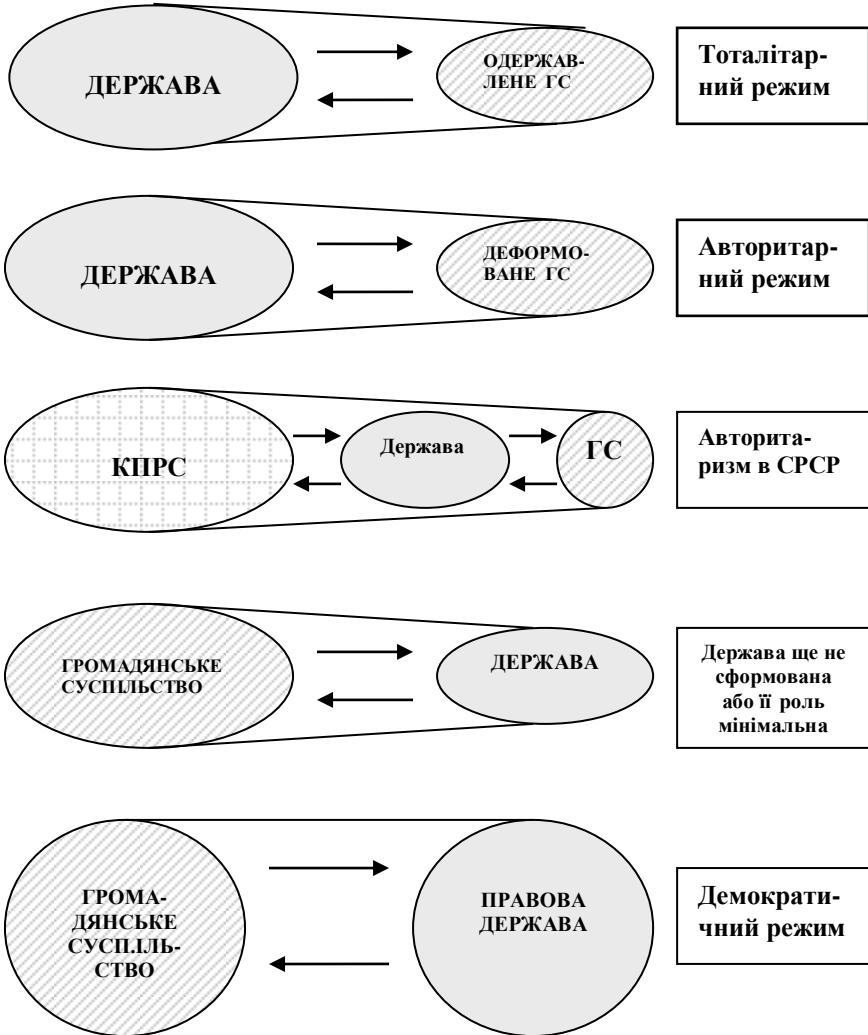 ДЕРЖАВА
ОДЕРЖАВ-
ЛЕНЕ ГС
Тоталітар-
ний режим
ДЕРЖАВА
ДЕФОРМО-
ВАНЕ ГС
Авторитар-
ний режим
КПРС
Держава
ГС
Авторита-
ризм в СРСР
ГРОМАДЯНСЬКЕ
СУСПІЛЬСТВО
ДЕРЖАВА
Держава ще не
сформована
або її роль
мінімальна
ГРОМА-
ДЯНСЬКЕ
СУСПІЛЬ-
СТВО
ПРАВОВА
ДЕРЖАВА
Демократи-
чний режим